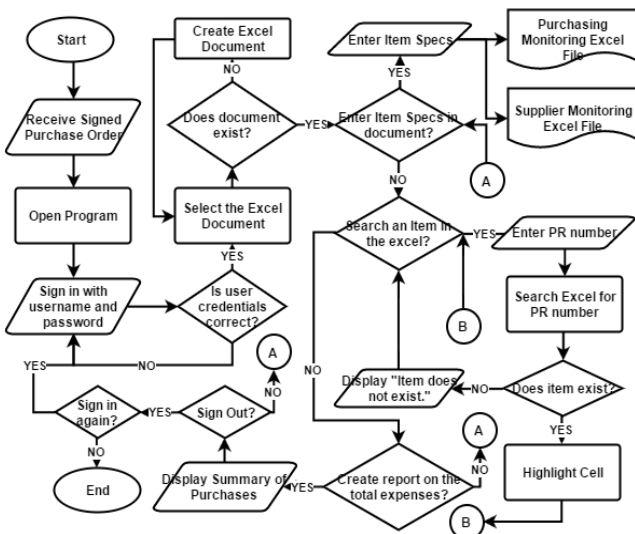 Start
Receive Signed
Purchase Order
Open Program
Sign in with
username and
password
Create Excel
Document
NO
Does document
exist?
YES
Select the Excel
Document
YES
Is user
credentials
correct?
NO
YES
Enter Item Specs
YES
Enter Item Specs in
document?
NO
A
Purchasing
Monitoring Excel
File
Supplier Monitoring
Excel File
Search an Item in
the excel?
YES
NO
B
Enter PR number
Search Excel for
PR number
Does item exist?
NO
Display "Item does
not exist."
YES
Highlight Cell
B
Create report on the
total expenses?
NO
A
YES
Display Summary of
Purchases
Sign Out?
NO
A
YES
Sign in
again?
NO
End